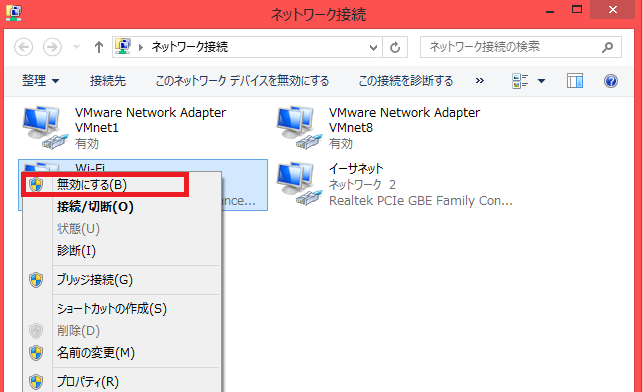 ネットワーク接続
ネットワーク接続
ネットワーク接続の検索
整理 接続先 このネットワーク デバイスを無効にする この接続を診断する »
VMware Network Adapter
VMnet1
有効
VMware Network Adapter
VMnet8
有効
Wi-Fi
ance...
イーサネット
ネットワーク 2
Realtek PCIe GBE Family Con...
無効にする(B)
接続/切断(O)
状態(U)
診断(I)
ブリッジ接続(G)
ショートカットの作成(S)
削除(D)
名前の変更(M)
プロパティ(R)